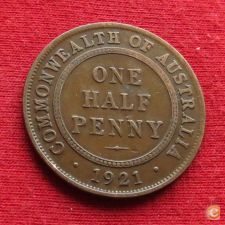 COMMONWEALTH OF AUSTRALIA
ONE
HALF
PENNY
· 1921 ·